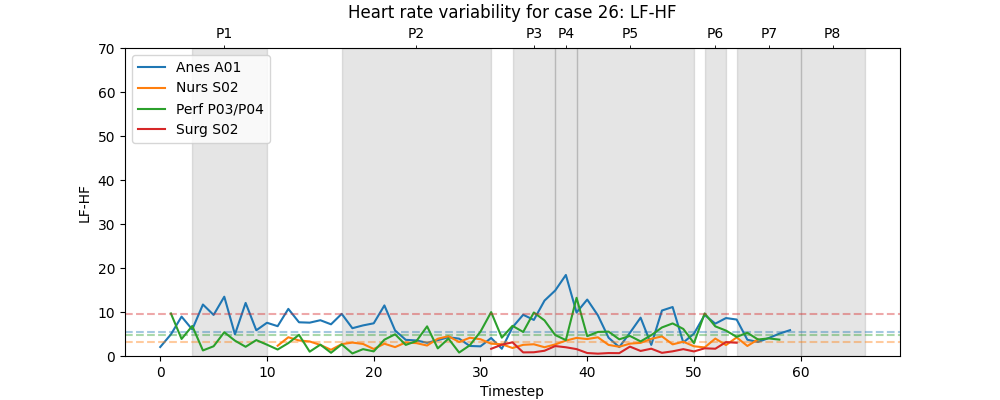 Heart rate variability for case 26: LF-HF
P1 P2 P3 P4 P5 P6 P7 P8
70
60
50
40
30
20
10
0
LF-HF
Anes A01
Nurs S02
Perf P03/P04
Surg S02
0 10 20 30 40 50 60
Timestep